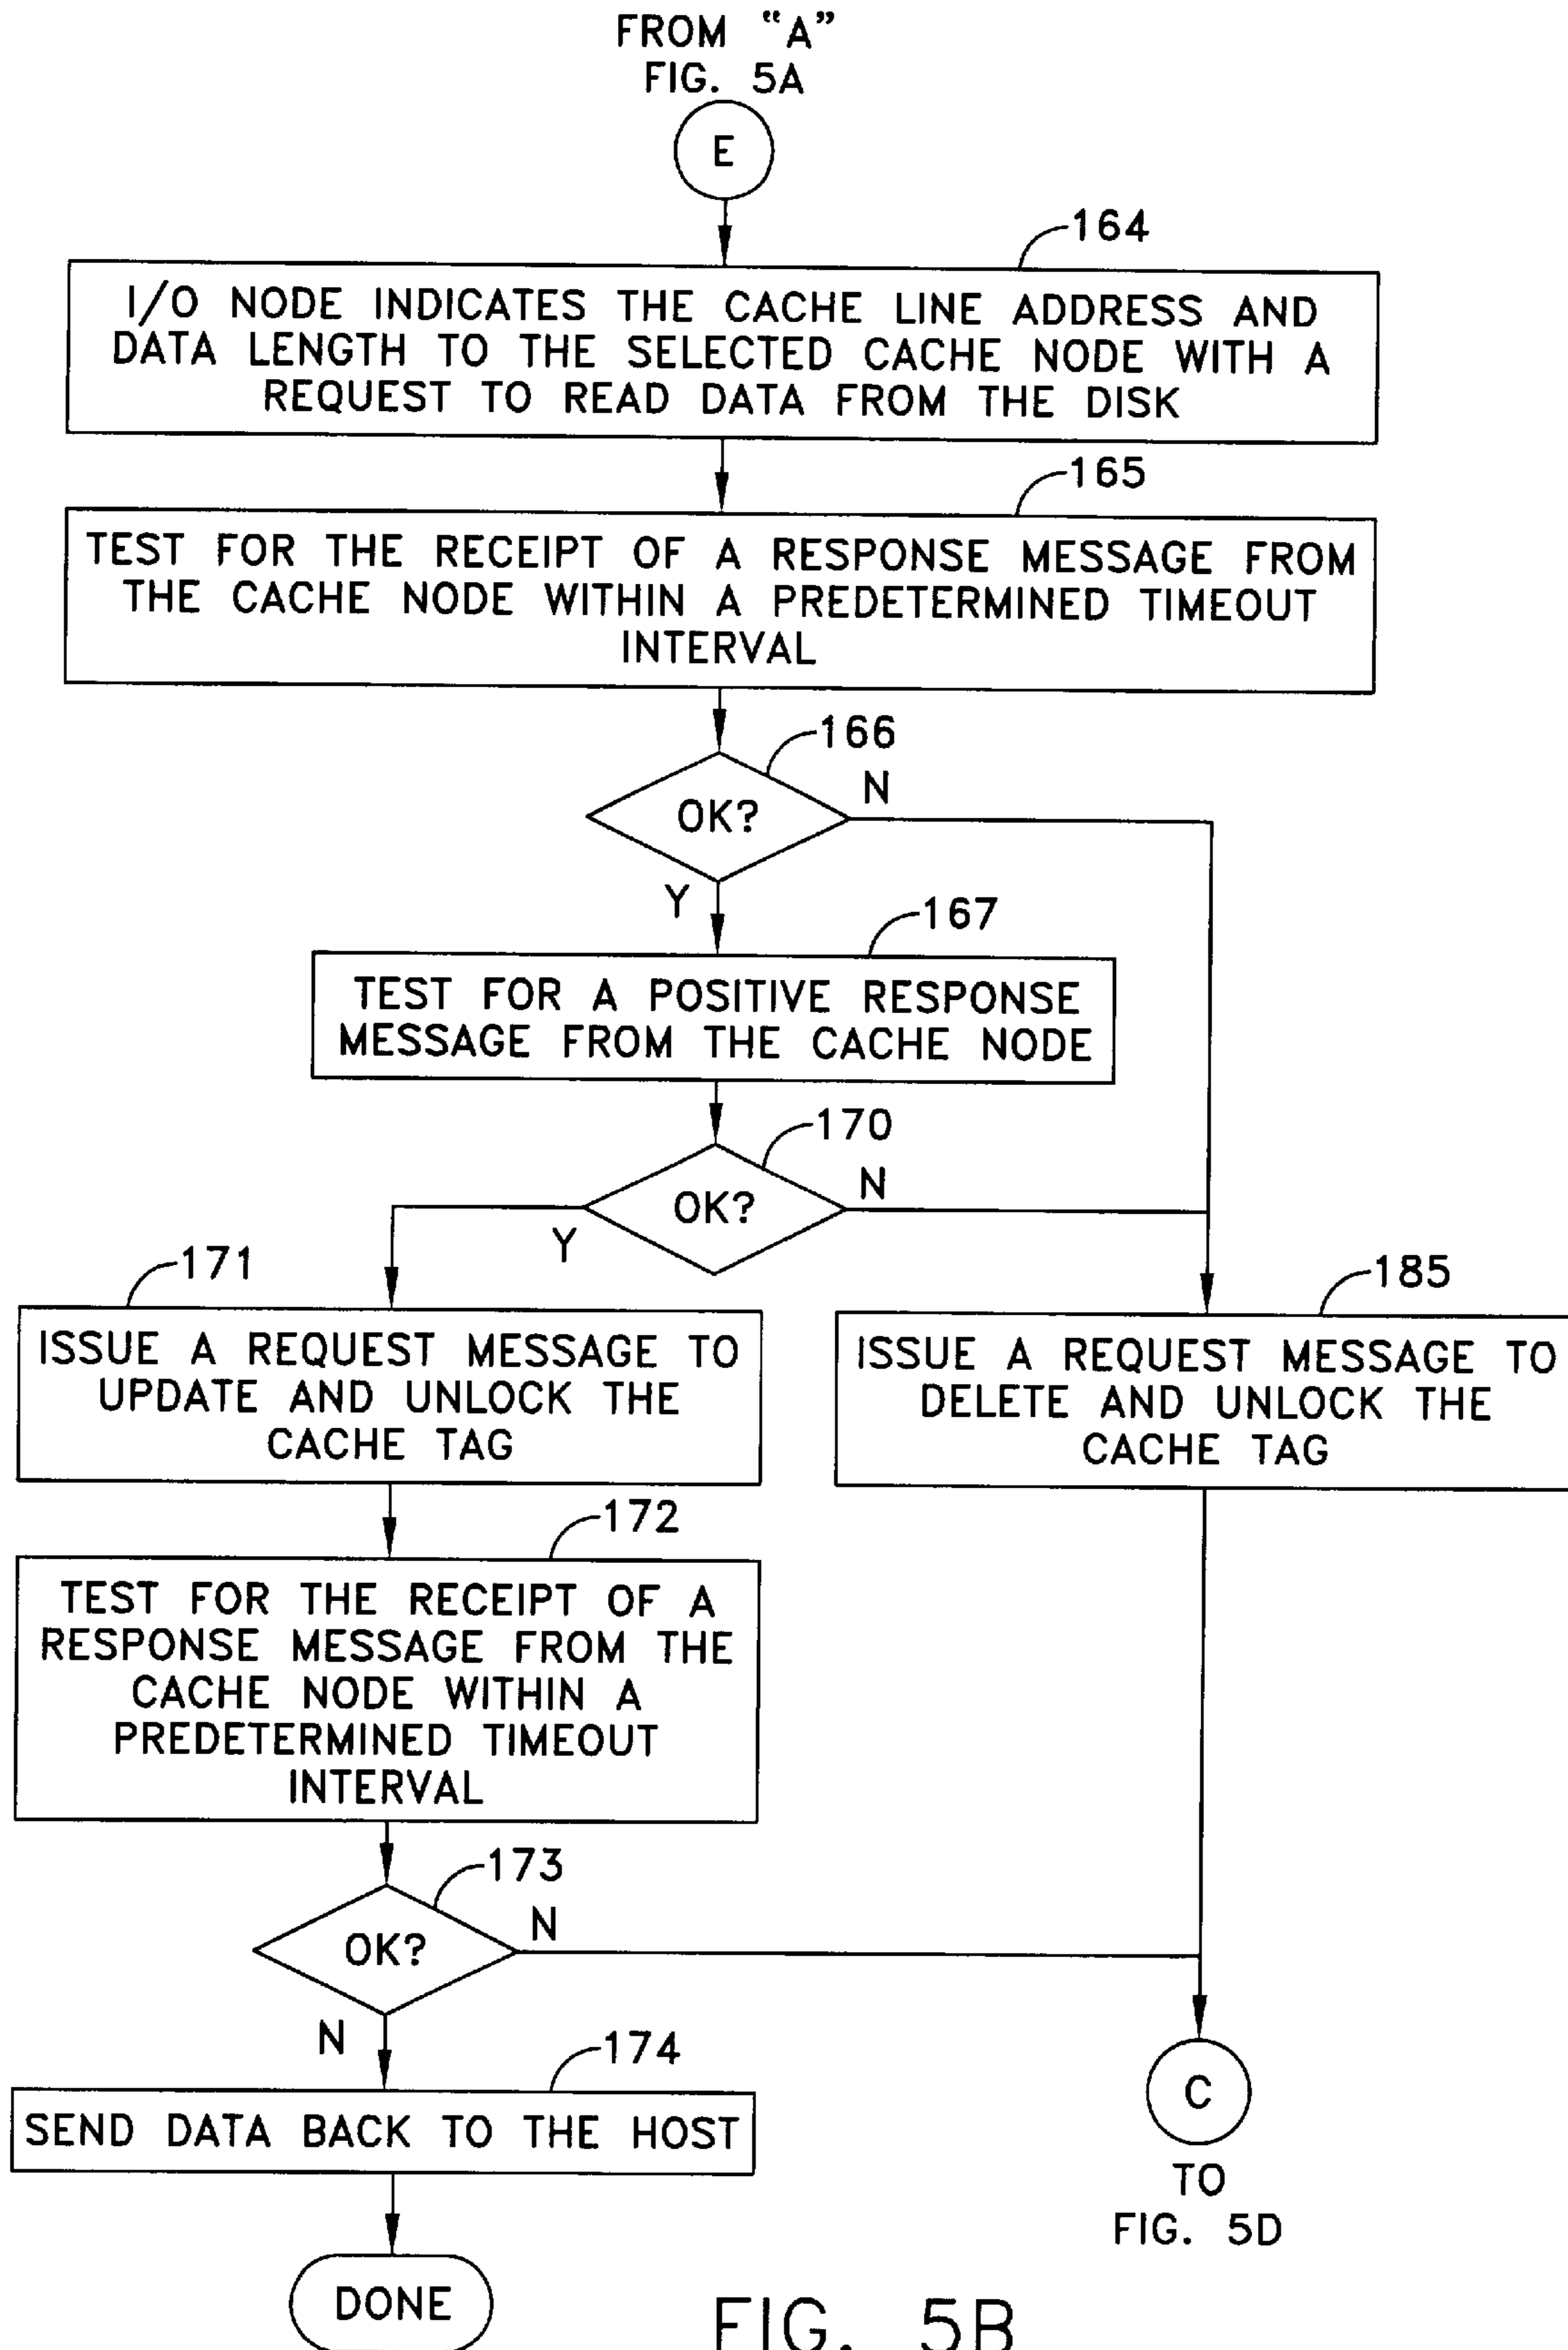 FROM "A"
FIG. 5A
E
164
I/O NODE INDICATES THE CACHE LINE ADDRESS AND
DATA LENGTH TO THE SELECTED CACHE NODE WITH A
REQUEST TO READ DATA FROM THE DISK
165
TEST FOR THE RECEIPT OF A RESPONSE MESSAGE FROM
THE CACHE NODE WITHIN A PREDETERMINED TIMEOUT
INTERVAL
166
OK?
N
Y
167
TEST FOR A POSITIVE RESPONSE
MESSAGE FROM THE CACHE NODE
170
OK?
N
Y
171
ISSUE A REQUEST MESSAGE TO
UPDATE AND UNLOCK THE
CACHE TAG
185
ISSUE A REQUEST MESSAGE TO
DELETE AND UNLOCK THE
CACHE TAG
172
TEST FOR THE RECEIPT OF A
RESPONSE MESSAGE FROM THE
CACHE NODE WITHIN A
PREDETERMINED TIMEOUT
INTERVAL
173
OK?
N
N
174
SEND DATA BACK TO THE HOST
C
TO
FIG. 5D
DONE
FIG. 5B